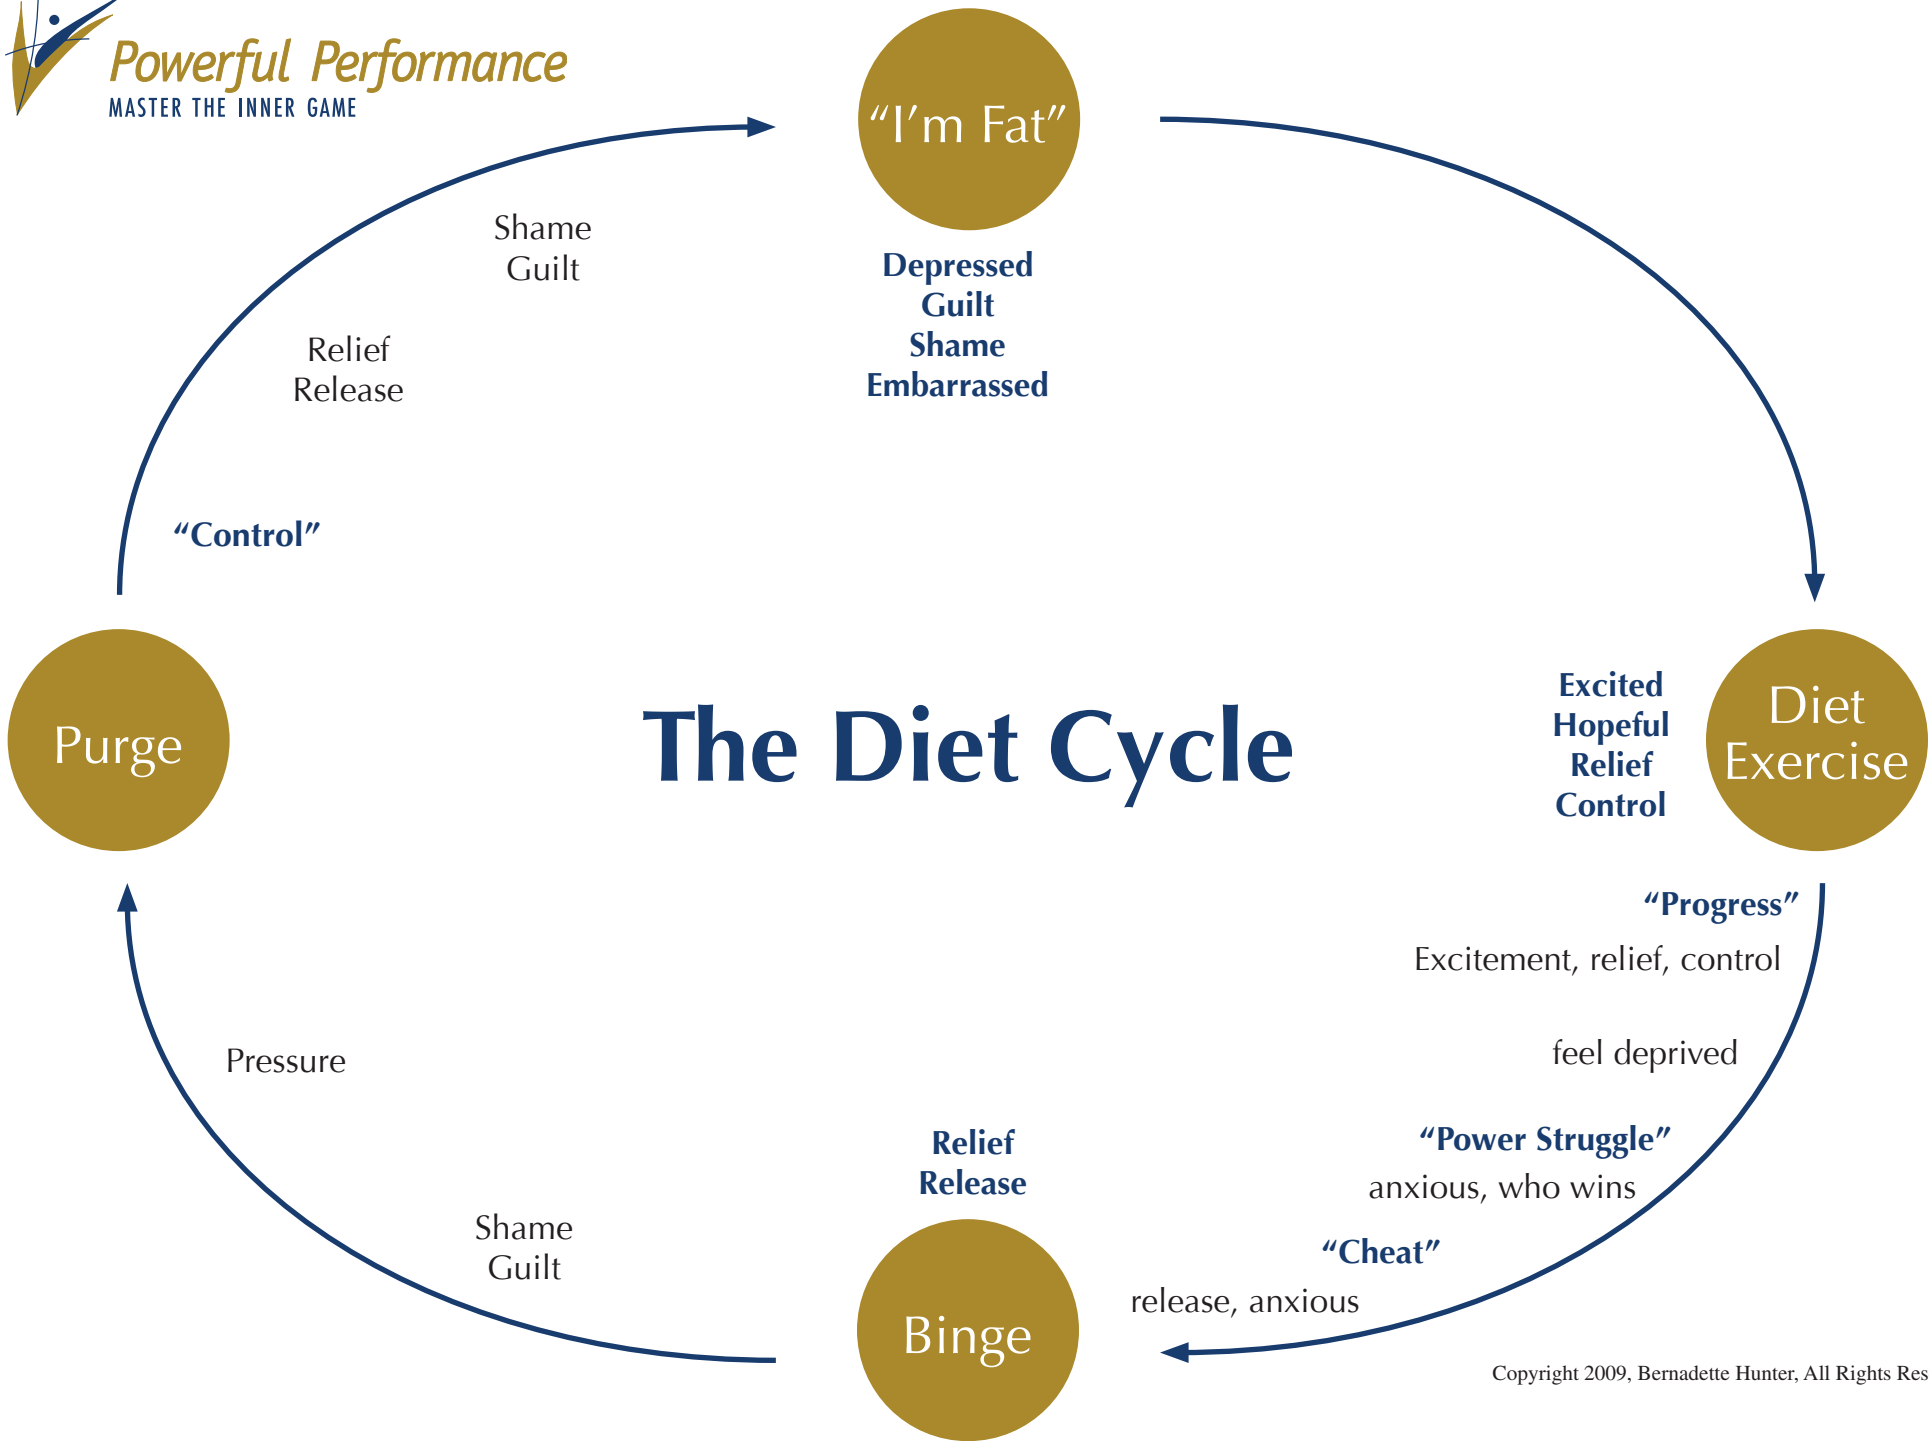 Powerful Performance
MASTER THE INNER GAME
“I’m Fat”
Depressed
Guilt
Shame
Embarrassed
Shame
Guilt
Relief
Release
“Control”
Purge
The Diet Cycle
Excited
Hopeful
Relief
Control
Diet
Exercise
“Progress”
Excitement, relief, control
feel deprived
“Power Struggle”
anxious, who wins
“Cheat”
release, anxious
Relief
Release
Binge
Pressure
Shame
Guilt
Copyright 2009, Bernadette Hunter, All Rights Res